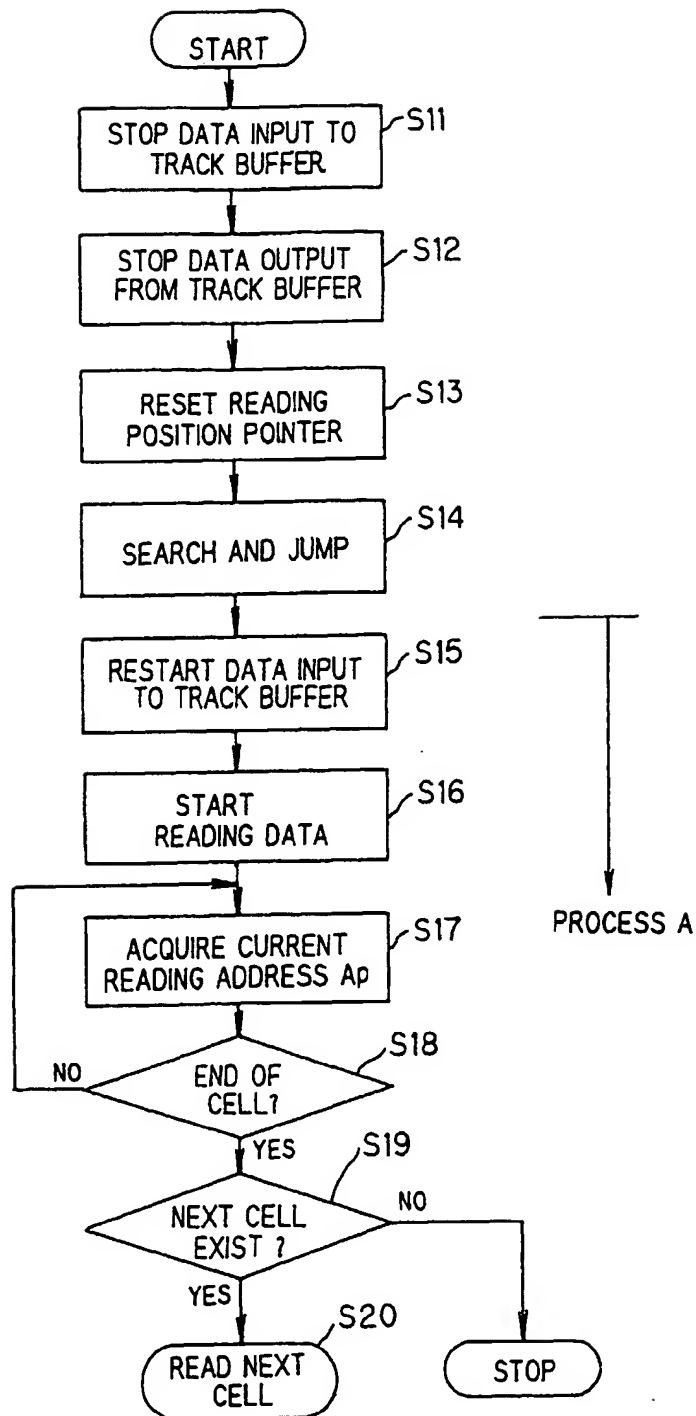 START
S11
STOP DATA INPUT TO
TRACK BUFFER
S12
STOP DATA OUTPUT
FROM TRACK BUFFER
S13
RESET READING
POSITION POINTER
S14
SEARCH AND JUMP
S15
RESTART DATA INPUT
TO TRACK BUFFER
S16
START
READING DATA
PROCESS A
S17
ACQUIRE CURRENT
READING ADDRESS Ap
S18
NO
END OF
CELL?
YES
S19
NO
NEXT CELL
EXIST ?
YES
S20
READ NEXT
CELL
STOP